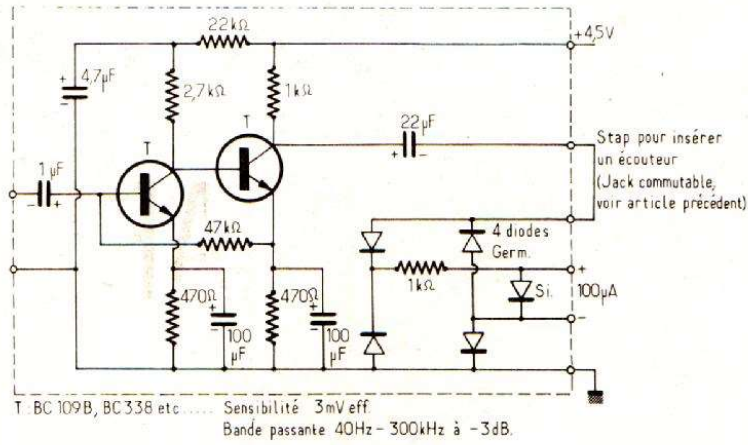 22kΩ
+4,5V
4,7µF
2,7kΩ
1kΩ
T
T
22µF
Stap pour insérer
un écouteur
(Jack commutable,
voir article précédent)
1µF
47kΩ
4 diodes
Germ.
1kΩ
Si.
100µA
470Ω
100
µF
470Ω
100
µF
T: BC 109 B, BC 338 etc ..... Sensibilité 3mV eff.
Bande passante 40Hz - 300kHz à -3dB.